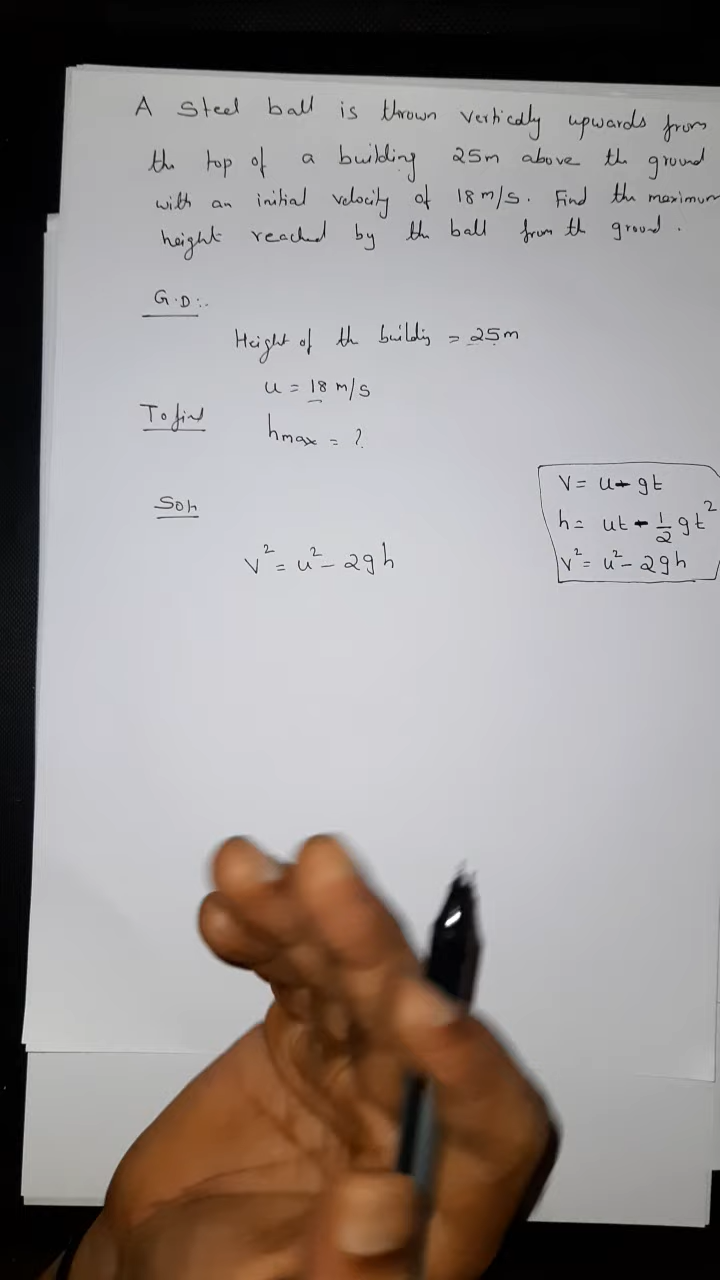 A steel ball is thrown vertically upwards from
the top of a building 25m above the ground
with an initial velocity of 18 m/s. Find the maximum
height reached by the ball from the ground.
G.D:-
Height of the building = 25m
u = 18 m/s
To find
hmax = ?
Soln
V² = u² - 2gh
V = u - gt
h = ut - 1/2 gt²
V² = u² - 2gh